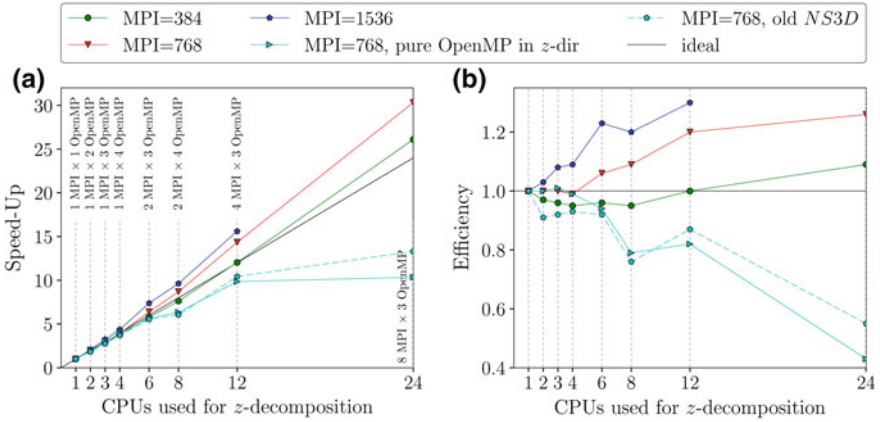 MPI=384
MPI=1536
MPI=768, old NS3D
MPI=768
MPI=768, pure OpenMP in z-dir
ideal
(a)
Speed-Up
30
25
20
15
10
5
0
1 MPI × 1 OpenMP
1 MPI × 2 OpenMP
1 MPI × 3 OpenMP
1 MPI × 4 OpenMP
2 MPI × 3 OpenMP
2 MPI × 4 OpenMP
4 MPI × 3 OpenMP
8 MPI × 3 OpenMP
1 2 3 4 6 8 12 24
CPUs used for z-decomposition
(b)
Efficiency
1.2
1.0
0.8
0.6
0.4
1 2 3 4 6 8 12 24
CPUs used for z-decomposition